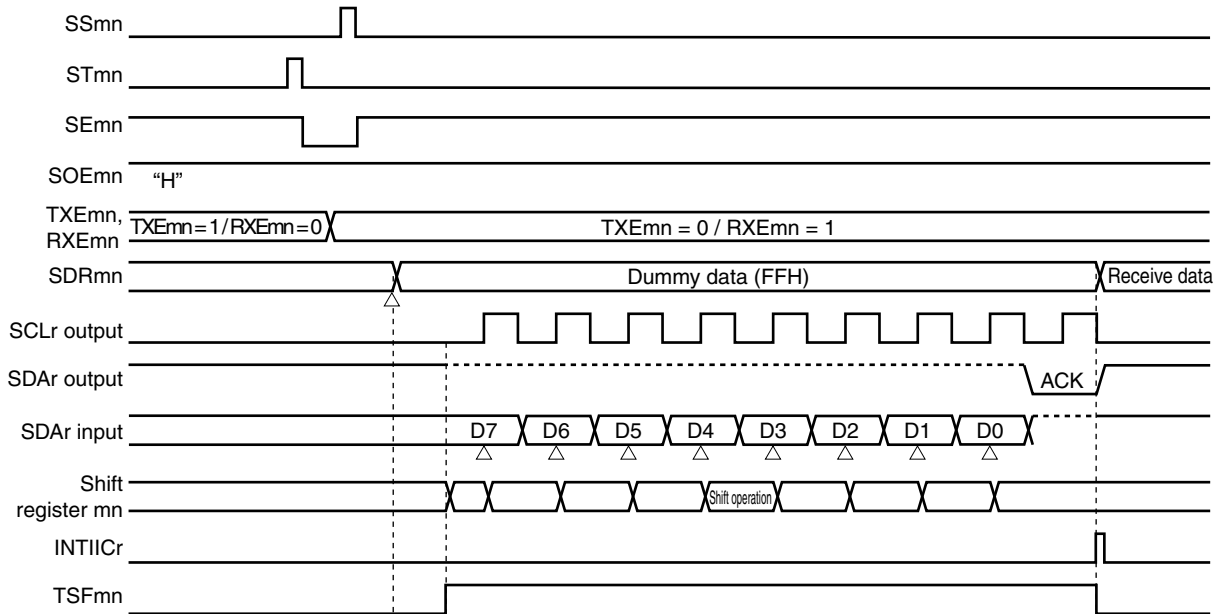 SSmn
STmn
SEmn
SOEmn
“H”
TXEmn,
RXEmn
TXEmn = 1 / RXEmn = 0
TXEmn = 0 / RXEmn = 1
SDRmn
Dummy data (FFH)
Receive data
SCLr output
SDAr output
ACK
SDAr input
D7 D6 D5 D4 D3 D2 D1 D0
Shift
register mn
Shift operation
INTIICr
TSFmn